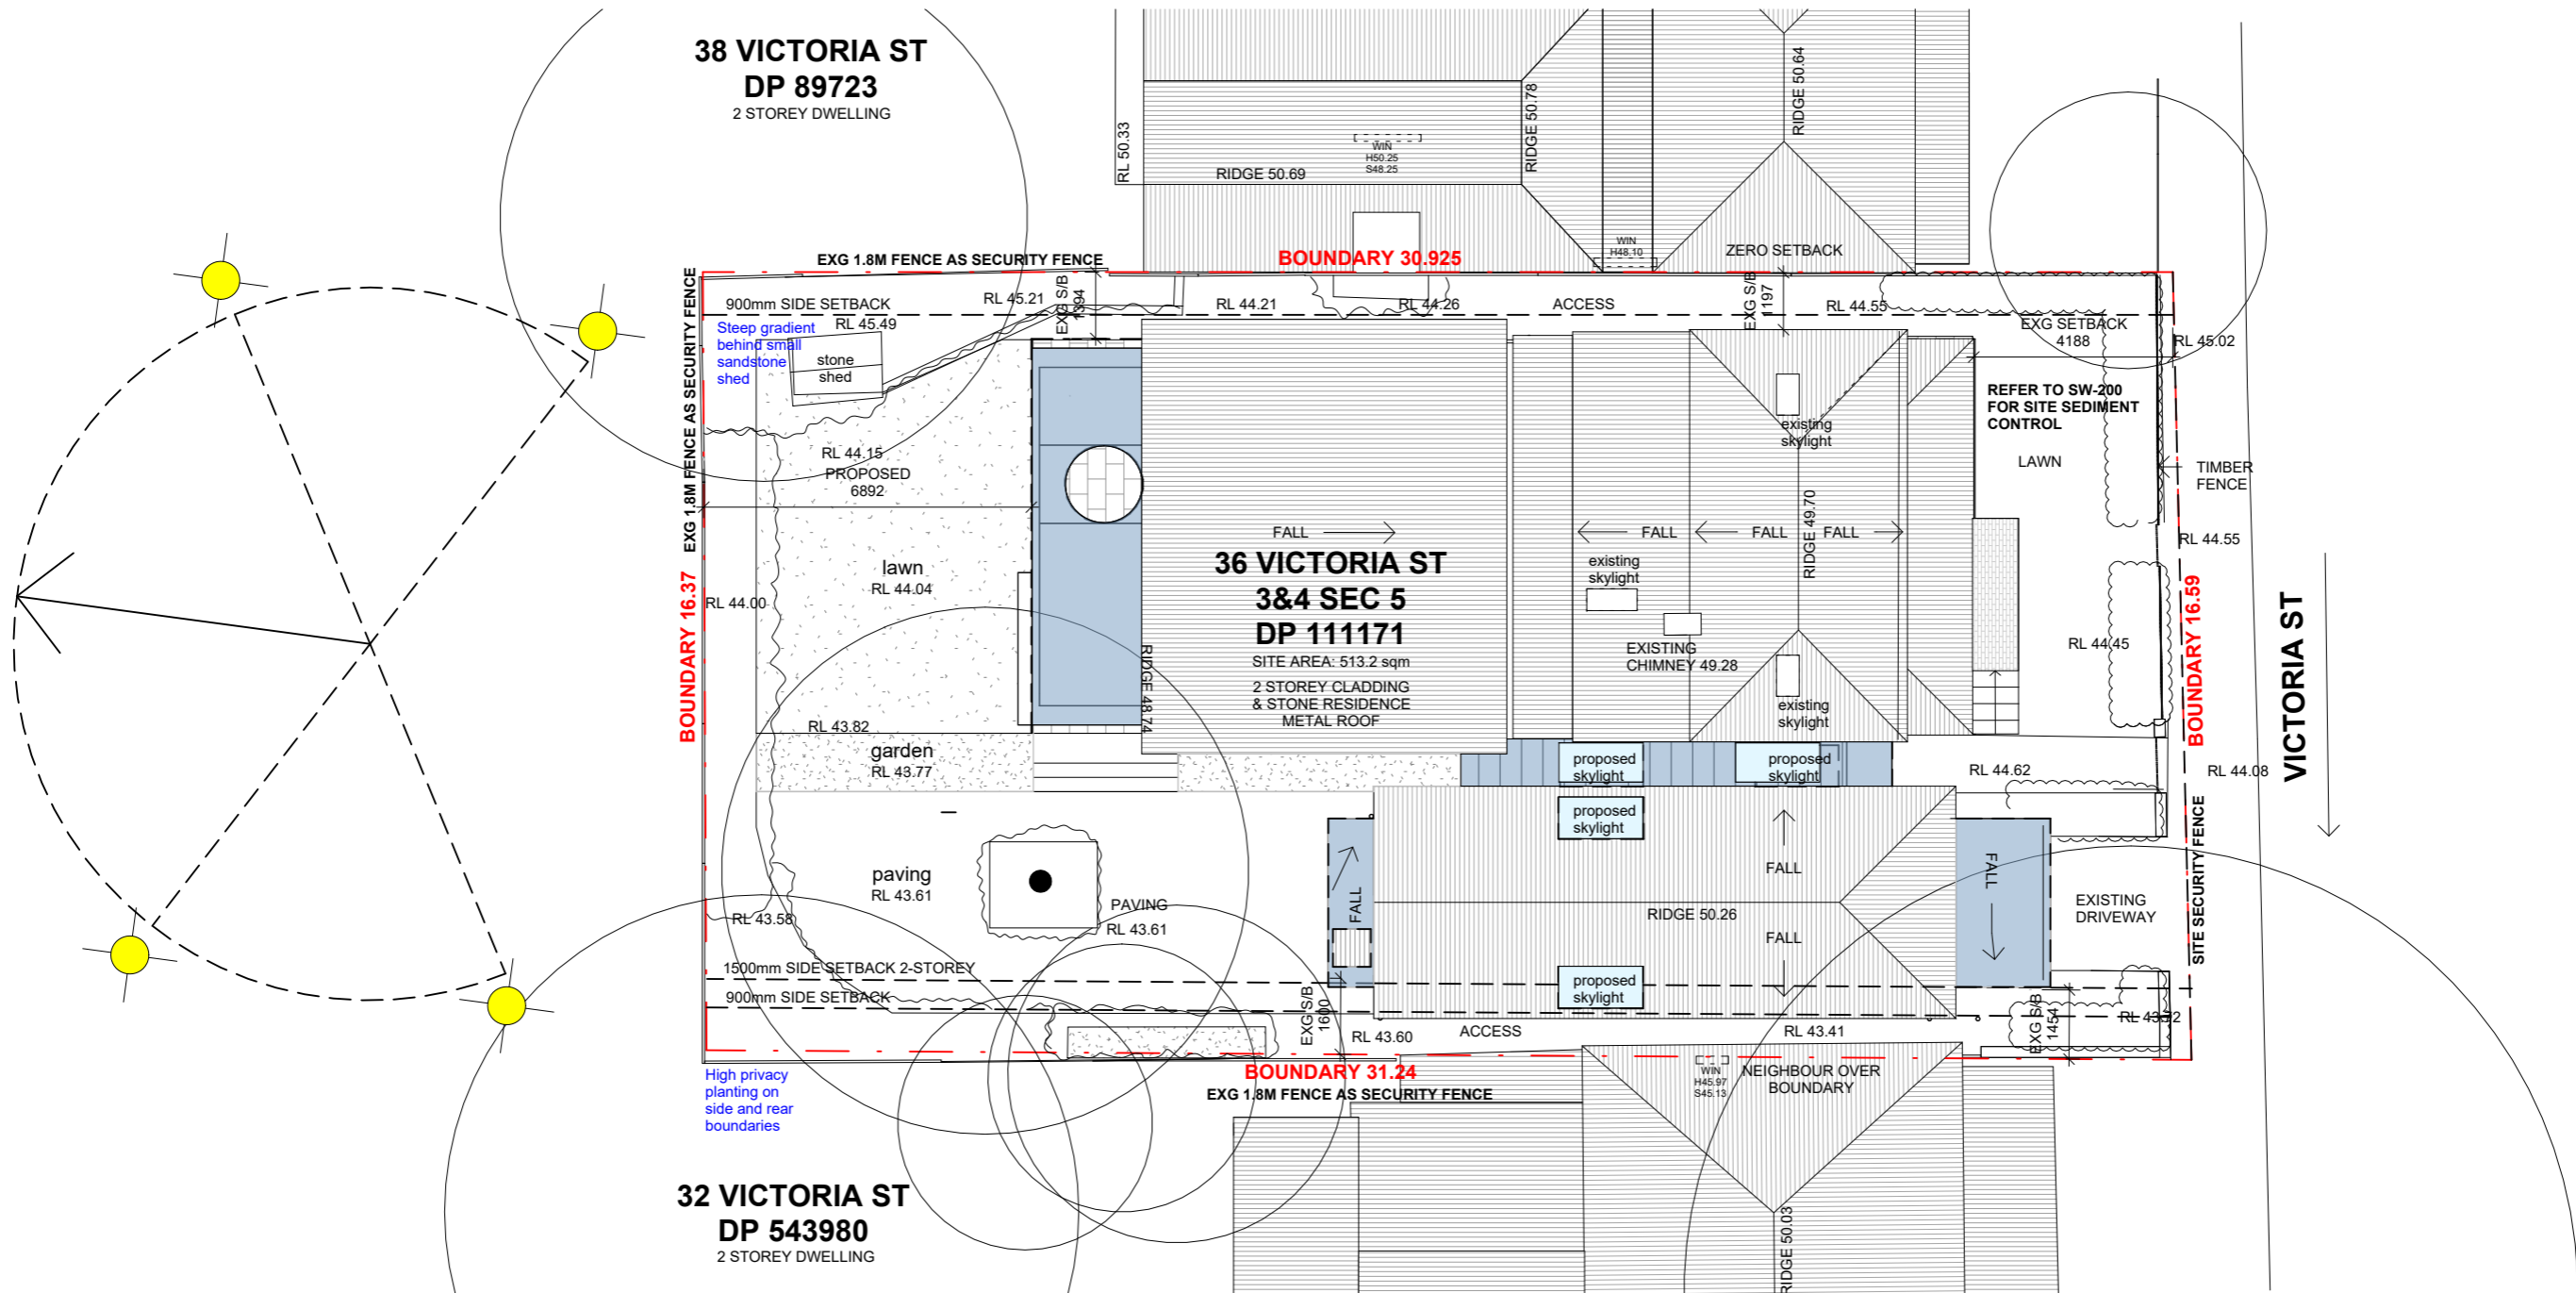 38 VICTORIA ST
DP 89723
2 STOREY DWELLING
RL 50.33
RIDGE 50.69
WIN
H50.25
S48.25
RIDGE 50.78
RIDGE 50.64
WIN
H48.10
ZERO SETBACK
EXG 1.8M FENCE AS SECURITY FENCE
BOUNDARY 30.925
900mm SIDE SETBACK
RL 45.21
EXG S/B
1394
RL 44.21
RL 44.26
ACCESS
EXG S/B
1197
RL 44.55
EXG SETBACK
4188
RL 45.02
Steep gradient
behind small
sandstone
shed
RL 45.49
stone
shed
EXG 1.8M FENCE AS SECURITY FENCE
BOUNDARY 16.37
RL 44.15
PROPOSED
6892
lawn
RL 44.04
RL 44.00
RL 43.82
garden
RL 43.77
RIDGE 48.74
FALL
36 VICTORIA ST
3&4 SEC 5
DP 111171
SITE AREA: 513.2 sqm
2 STOREY CLADDING
& STONE RESIDENCE
METAL ROOF
existing
skylight
FALL
FALL
FALL
RIDGE 49.70
existing
skylight
EXISTING
CHIMNEY 49.28
existing
skylight
REFER TO SW-200
FOR SITE SEDIMENT
CONTROL
LAWN
TIMBER
FENCE
RL 44.55
RL 44.45
BOUNDARY 16.59
VICTORIA ST
RL 44.62
RL 44.08
proposed
skylight
proposed
skylight
proposed
skylight
proposed
skylight
FALL
FALL
RIDGE 50.26
FALL
FALL
EXISTING
DRIVEWAY
SITE SECURITY FENCE
paving
RL 43.61
PAVING
RL 43.61
RL 43.58
1500mm SIDE SETBACK 2-STOREY
900mm SIDE SETBACK
EXG S/B
1600
RL 43.60
ACCESS
RL 43.41
EXG S/B
1454
BOUNDARY 31.24
EXG 1.8M FENCE AS SECURITY FENCE
WIN
H45.97
S45.13
NEIGHBOUR OVER
BOUNDARY
High privacy
planting on
side and rear
boundaries
32 VICTORIA ST
DP 543980
2 STOREY DWELLING
RIDGE 50.03